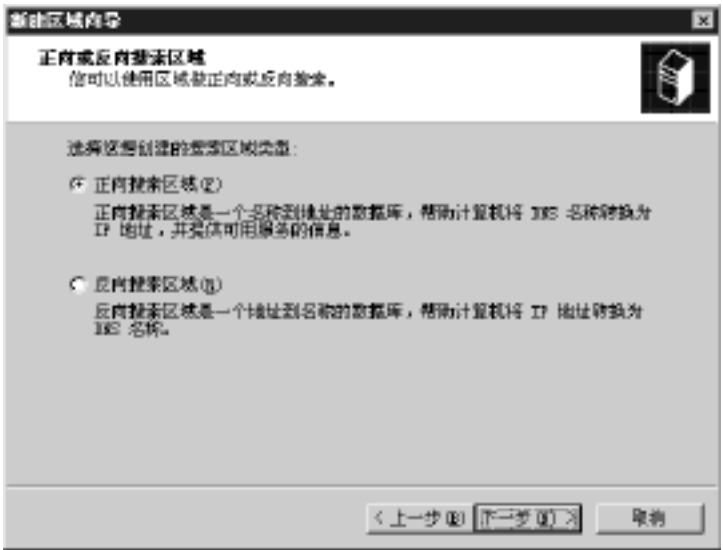 新建区域向导
正向或反向搜索区域
您可以使用区域做正向或反向搜索。
选择您想创建的搜索区域类型:
正向搜索区域(F)
正向搜索区域是一个名称到地址的数据库，帮助计算机将 DNS 名称转换为
IP 地址，并提供可用服务的信息。
反向搜索区域(R)
反向搜索区域是一个地址到名称的数据库，帮助计算机将 IP 地址转换为
DNS 名称。
< 上一步(B)
下一步(N) >
取消